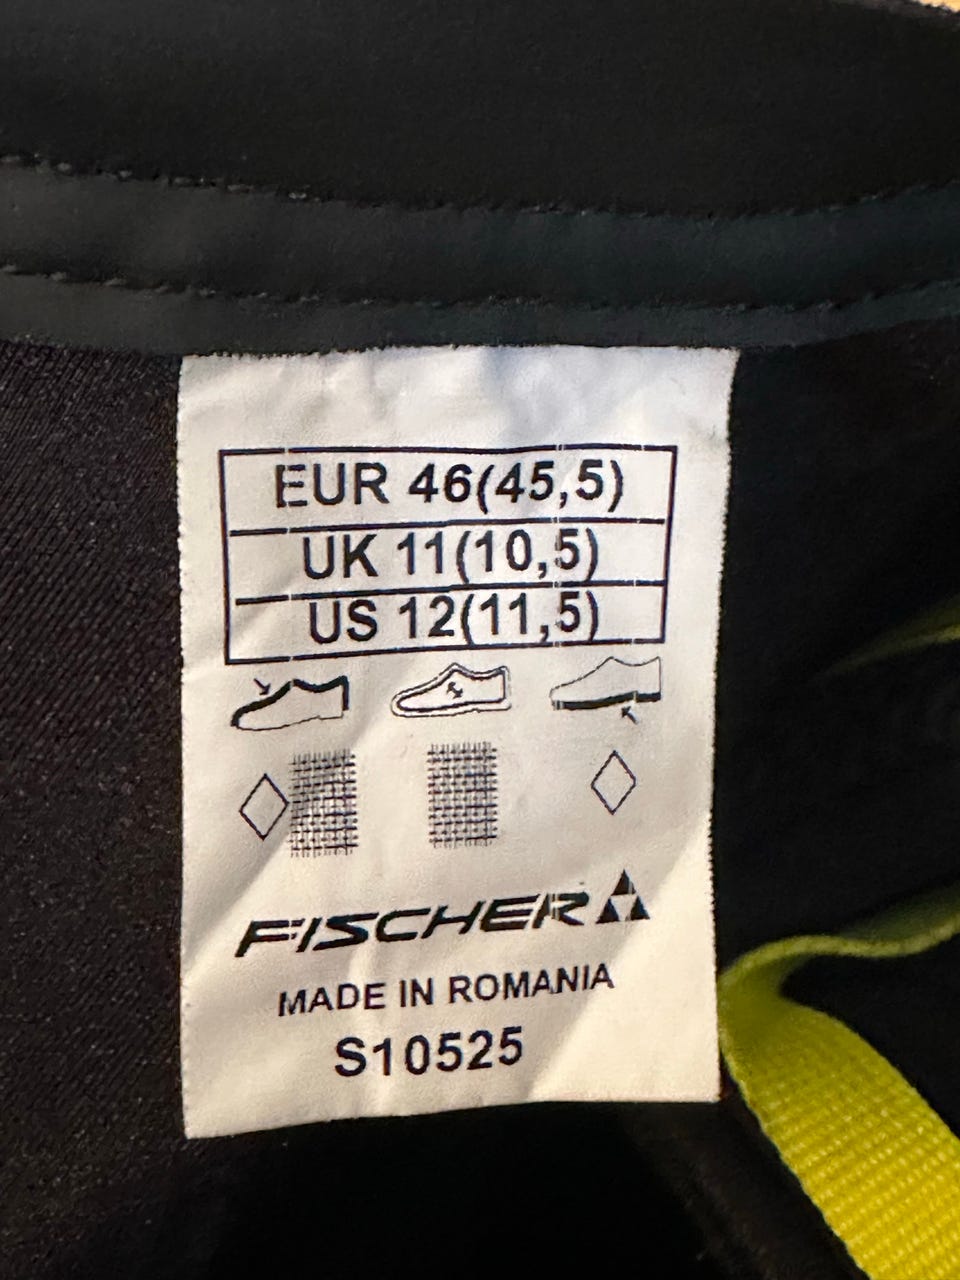 EUR 46(45,5)
UK 11(10,5)
US 12(11,5)
FISCHER
MADE IN ROMANIA
S10525